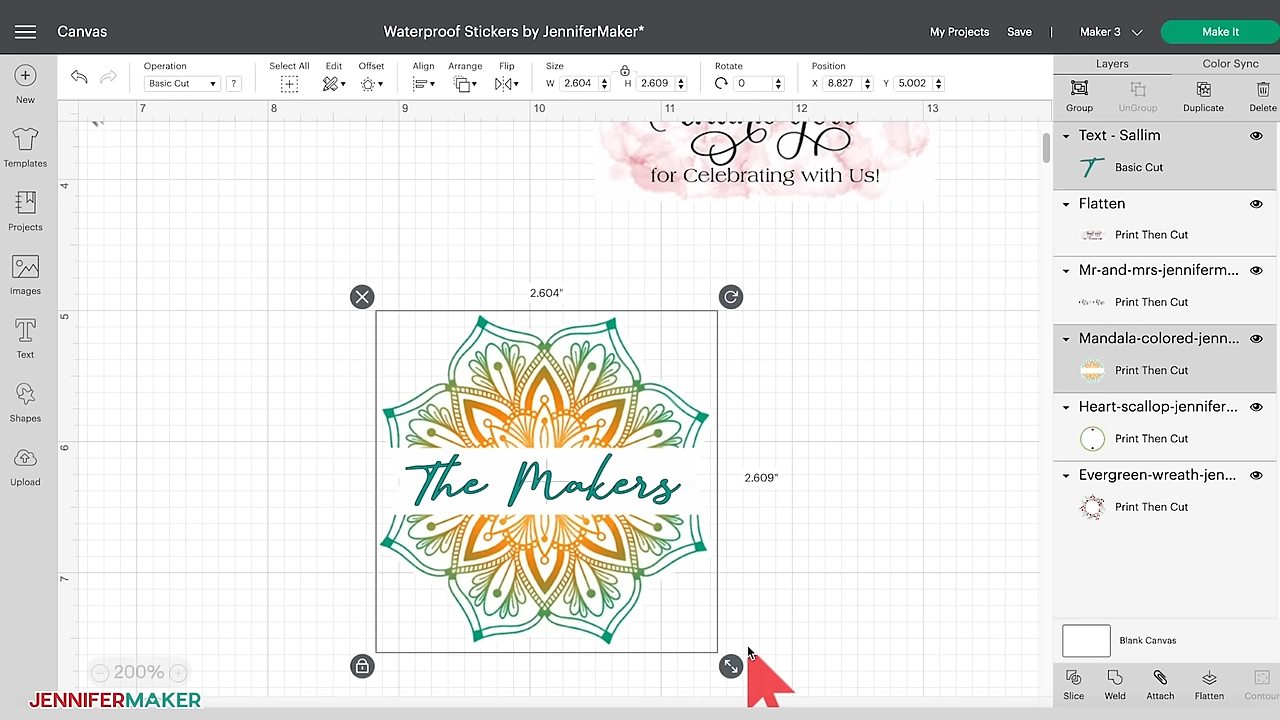 Canvas
Waterproof Stickers by JenniferMaker*
My Projects
Save
|
Maker 3
Make It
Operation
Basic Cut
?
Select All
Edit
Offset
Align
Arrange
Flip
Size
W 2.604
H 2.609
Rotate
0
Position
X 8.827
Y 5.002
Layers
Color Sync
New
Templates
Projects
Images
Text
Shapes
Upload
7 8 9 10 11 12 13
4
5
6
7
for Celebrating with Us!
2.604"
The Makers
2.609"
200%
JENNIFERMAKER
Group
UnGroup
Duplicate
Delete
Text - Sallim
Basic Cut
Flatten
Print Then Cut
Mr-and-mrs-jenniferm...
Print Then Cut
Mandala-colored-jenn...
Print Then Cut
Heart-scallop-jennifer...
Print Then Cut
Evergreen-wreath-jen...
Print Then Cut
Blank Canvas
Slice
Weld
Attach
Flatten
Contour